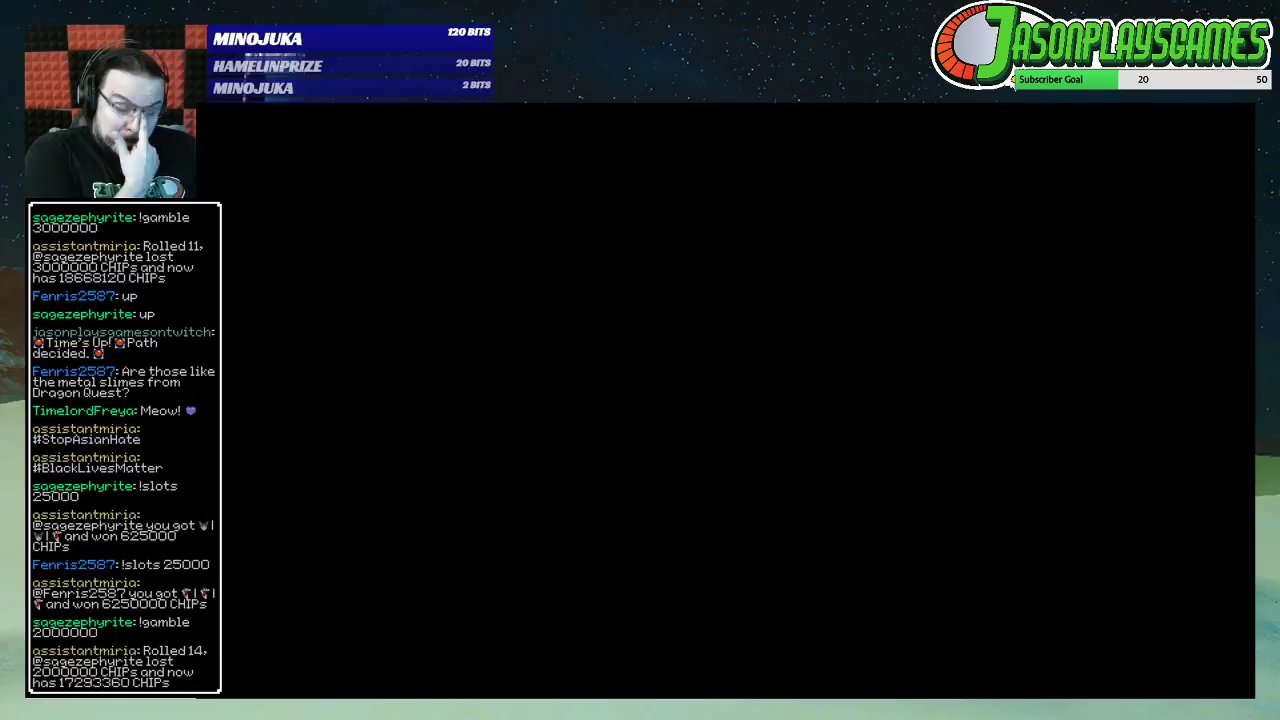 MINOJUKA 120 BITS
HAMELINPRIZE 20 BITS
MINOJUKA 2 BITS
JASONPLAYSGAMES
Subscriber Goal 20 50
sagezephyrite: !gamble
3000000
assistantmiria: Rolled 11,
@sagezephyrite lost
3000000 CHIPs and now
has 18668120 CHIPs
Fenris2587: up
sagezephyrite: up
jasonplaysgamesontwitch:
Time's Up! Path
decided.
Fenris2587: Are those like
the metal slimes from
Dragon Quest?
TimelordFreya: Meow!
assistantmiria:
#StopAsianHate
assistantmiria:
#BlackLivesMatter
sagezephyrite: !slots
25000
assistantmiria:
@sagezephyrite you got |
| and won 625000
CHIPs
Fenris2587: !slots 25000
assistantmiria:
@Fenris2587 you got | |
and won 6250000 CHIPs
sagezephyrite: !gamble
2000000
assistantmiria: Rolled 14,
@sagezephyrite lost
2000000 CHIPs and now
has 17293360 CHIPs